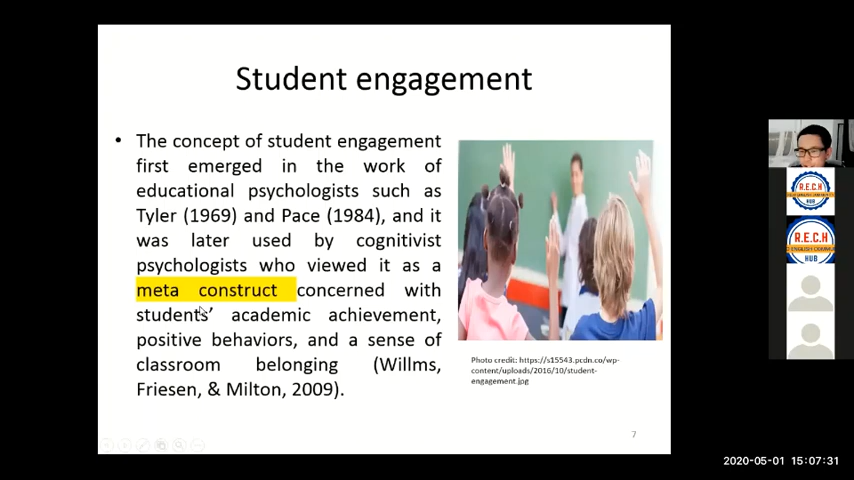 Student engagement
• The concept of student engagement
first emerged in the work of
educational psychologists such as
Tyler (1969) and Pace (1984), and it
was later used by cognitivist
psychologists who viewed it as a
meta construct concerned with
students’ academic achievement,
positive behaviors, and a sense of
classroom belonging (Willms,
Friesen, & Milton, 2009).
Photo credit: https://s15543.pcdn.co/wp-
content/uploads/2016/10/student-
engagement.jpg
7
R.E.C.H
HUB
R.E.C.H
HUB
2020-05-01 15:07:31